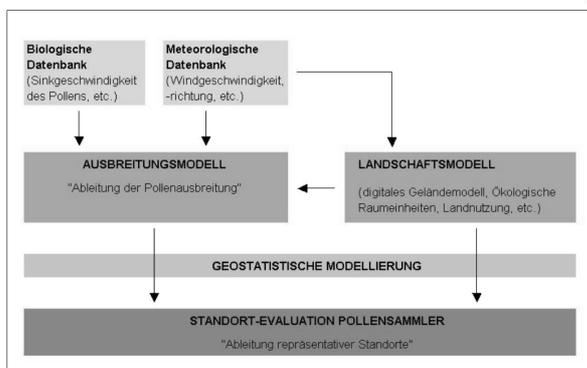 Biologische
Datenbank
(Sinkgeschwindigkeit
des Pollens, etc.)
Meteorologische
Datenbank
(Windgeschwindigkeit,
-richtung, etc.)
AUSBREITUNGSMODELL
"Ableitung der Pollenausbreitung"
LANDSCHAFTSMODELL
(digitales Geländemodell, Ökologische
Raumeinheiten, Landnutzung, etc.)
GEOSTATISTISCHE MODELLIERUNG
STANDORT-EVALUATION POLLENSAMMLER
"Ableitung repräsentativer Standorte"